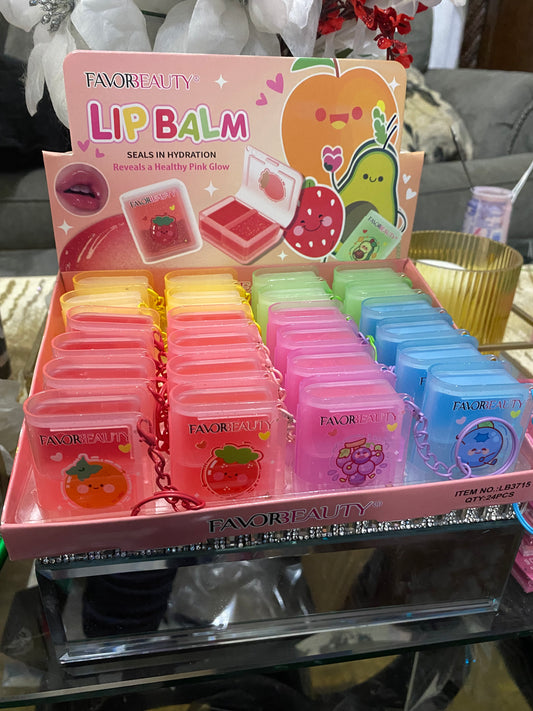 FAVORBEAUTY®
LIP BALM
SEALS IN HYDRATION
Reveals a Healthy Pink Glow
FAVORBEAUTY
FAVORBEAUTY
FAVORBEAUTY
FAVORBEAUTY
FAVORBEAUTY
FAVORBEAUTY®
ITEM NO.:LB3715
QTY:24PCS